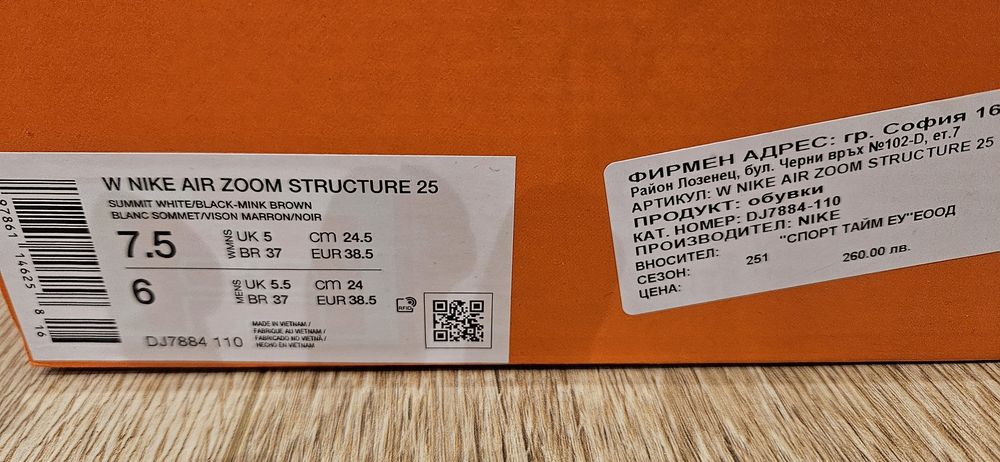 W NIKE AIR ZOOM STRUCTURE 25
SUMMIT WHITE/BLACK-MINK BROWN
BLANC SOMMET/VISON MARRON/NOIR
7.5 WMNS UK 5 CM 24.5
BR 37 EUR 38.5
6 MENS UK 5.5 CM 24
BR 37 EUR 38.5
RFID
MADE IN VIETNAM /
FABRIQUÉ AU VIETNAM /
FABRICADO NO VIETNÃ /
HECHO EN VIETNAM
DJ7884 110
ФИРМЕН АДРЕС: гр. София 16
Район Лозенец, бул. Черни връх №102-D, ет.7
АРТИКУЛ: W NIKE AIR ZOOM STRUCTURE 25
ПРОДУКТ: обувки
КАТ. НОМЕР: DJ7884-110
ПРОИЗВОДИТЕЛ: NIKE
ВНОСИТЕЛ: "СПОРТ ТАЙМ ЕУ"ЕООД
СЕЗОН: 251
ЦЕНА: 260.00 лв.